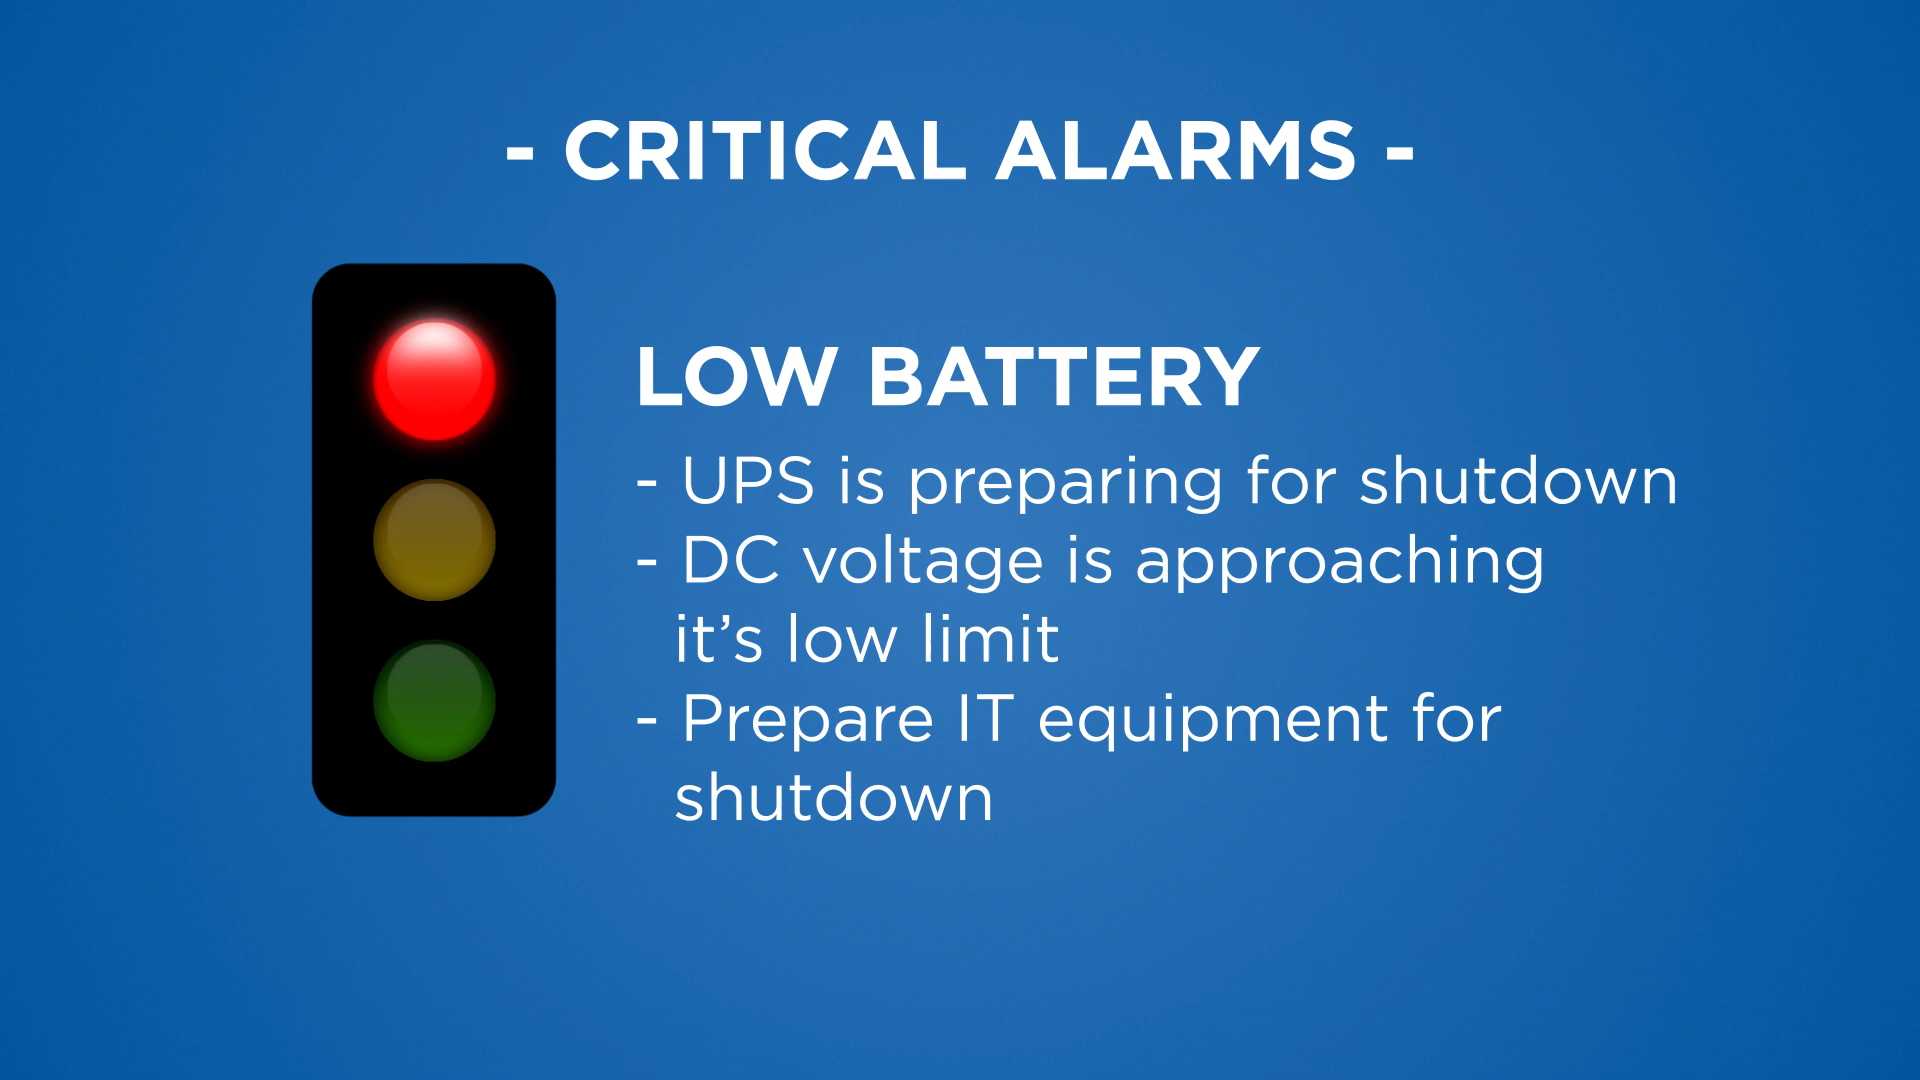 - CRITICAL ALARMS -
LOW BATTERY
- UPS is preparing for shutdown
- DC voltage is approaching
it’s low limit
- Prepare IT equipment for
shutdown